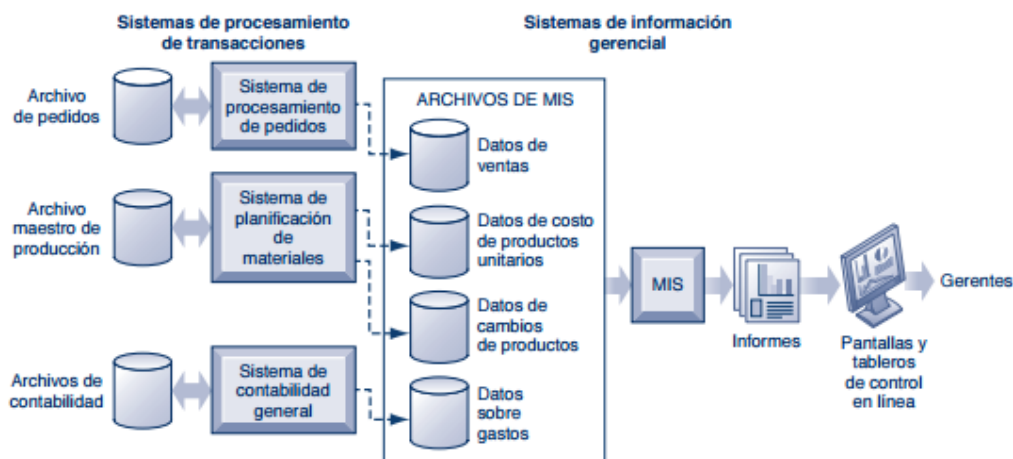 Sistemas de procesamiento
de transacciones
Sistemas de información
gerencial
Archivo
de pedidos
Sistema de
procesamiento
de pedidos
Archivo
maestro de
producción
Sistema de
planificación
de
materiales
Archivos de
contabilidad
Sistema de
contabilidad
general
ARCHIVOS DE MIS
Datos de
ventas
Datos de costo
de productos
unitarios
Datos de
cambios
de productos
Datos
sobre
gastos
MIS
Informes
Pantallas y
tableros
de control
en línea
Gerentes